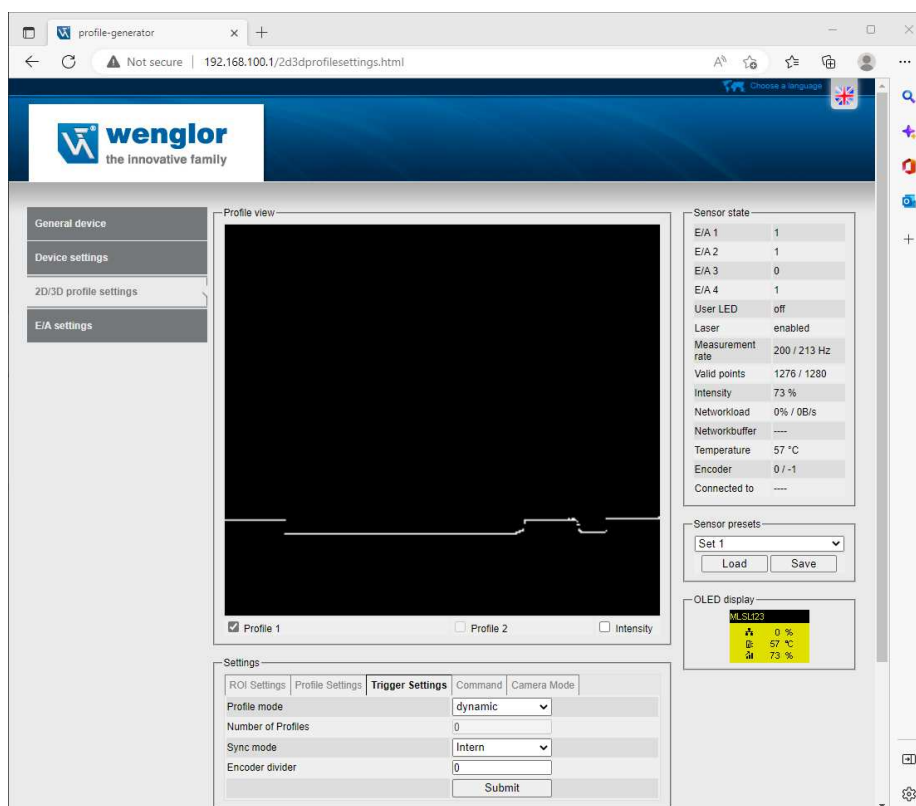 profile-generator
Not secure | 192.168.100.1/2d3dprofilesettings.html
Choose a language
wenglor
the innovative family
General device
Device settings
2D/3D profile settings
E/A settings
Profile view
Profile 1
Profile 2
Intensity
Settings
ROI Settings Profile Settings Trigger Settings Command Camera Mode
Profile mode dynamic
Number of Profiles 0
Sync mode Intern
Encoder divider 0
Submit
Sensor state
E/A 1 1
E/A 2 1
E/A 3 0
E/A 4 1
User LED off
Laser enabled
Measurement rate 200 / 213 Hz
Valid points 1276 / 1280
Intensity 73 %
Networkload 0% / 0B/s
Networkbuffer ----
Temperature 57 °C
Encoder 0 / -1
Connected to ----
Sensor presets
Set 1
Load Save
OLED display
MLSL123
0 %
57 °C
73 %